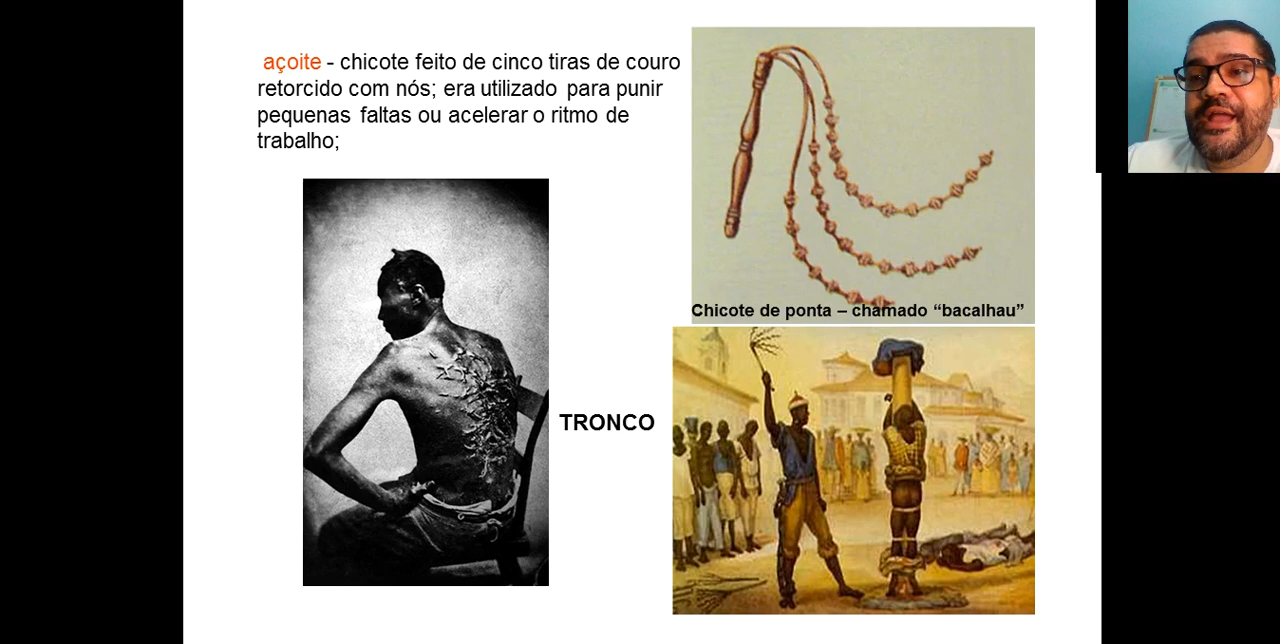 açoite - chicote feito de cinco tiras de couro
retorcido com nós; era utilizado para punir
pequenas faltas ou acelerar o ritmo de
trabalho;
Chicote de ponta – chamado “bacalhau”
TRONCO